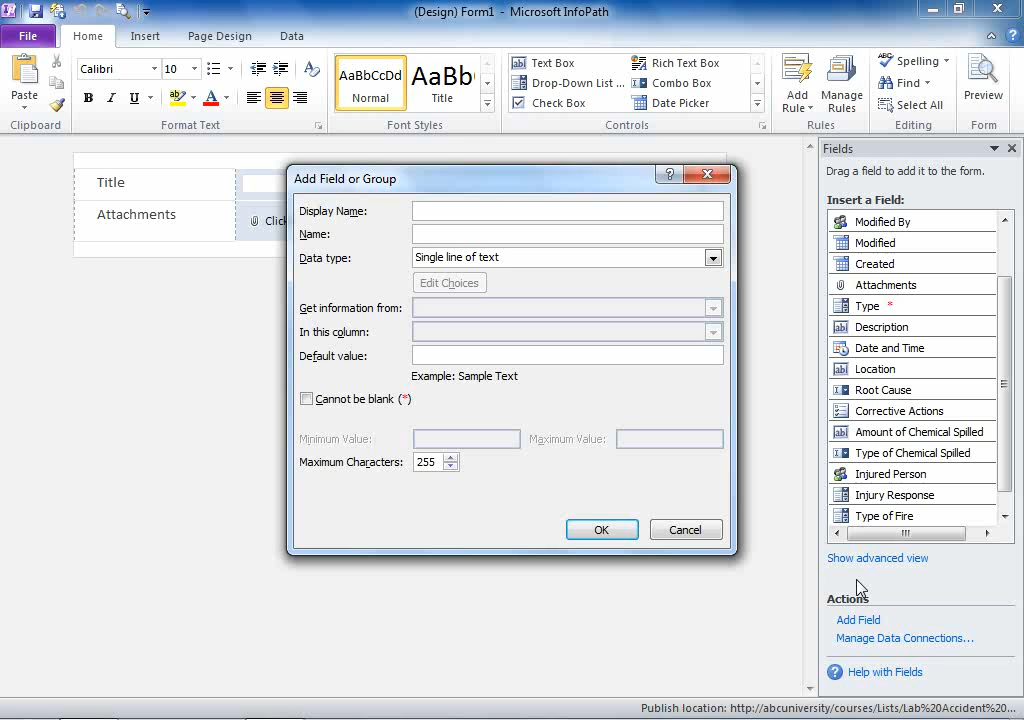 (Design) Form1 - Microsoft InfoPath
File Home Insert Page Design Data
Paste
Clipboard
Calibri 10
B I U
Format Text
AaBbCcDd
Normal
AaBb
Title
Font Styles
Text Box Rich Text Box
Drop-Down List ... Combo Box
Check Box Date Picker
Controls
Add Rule
Manage Rules
Rules
Spelling
Find
Select All
Editing
Preview
Form
Title
Attachments
Clic
Add Field or Group
Display Name:
Name:
Data type: Single line of text
Edit Choices
Get information from:
In this column:
Default value:
Example: Sample Text
Cannot be blank (*)
Minimum Value: Maximum Value:
Maximum Characters: 255
OK Cancel
Fields
Drag a field to add it to the form.
Insert a Field:
Modified By
Modified
Created
Attachments
Type *
Description
Date and Time
Location
Root Cause
Corrective Actions
Amount of Chemical Spilled
Type of Chemical Spilled
Injured Person
Injury Response
Type of Fire
Show advanced view
Actions
Add Field
Manage Data Connections...
Help with Fields
Publish location: http://abcuniversity/courses/Lists/Lab%20Accident%20...